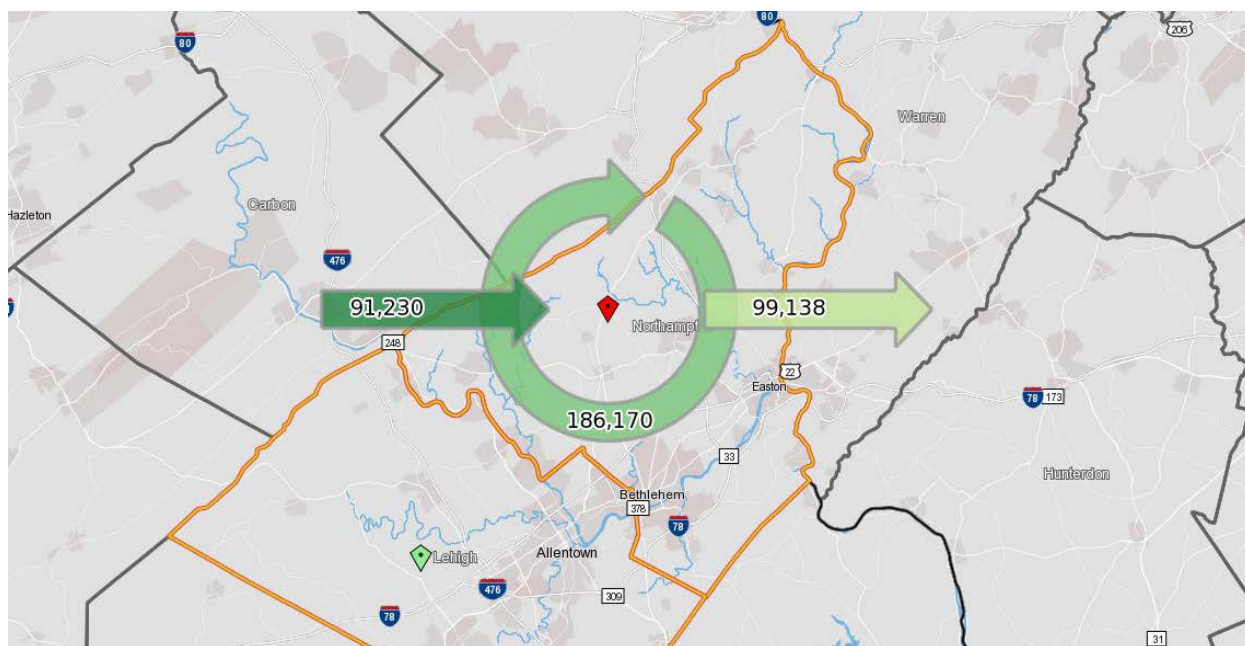 80
80
206
Warren
Carbon
Hazleton
476
91,230
99,138
Northampt
248
22
Easton
78
173
186,170
33
Hunterdon
Bethlehem
378
78
Allentown
Lehigh
476
309
78
31